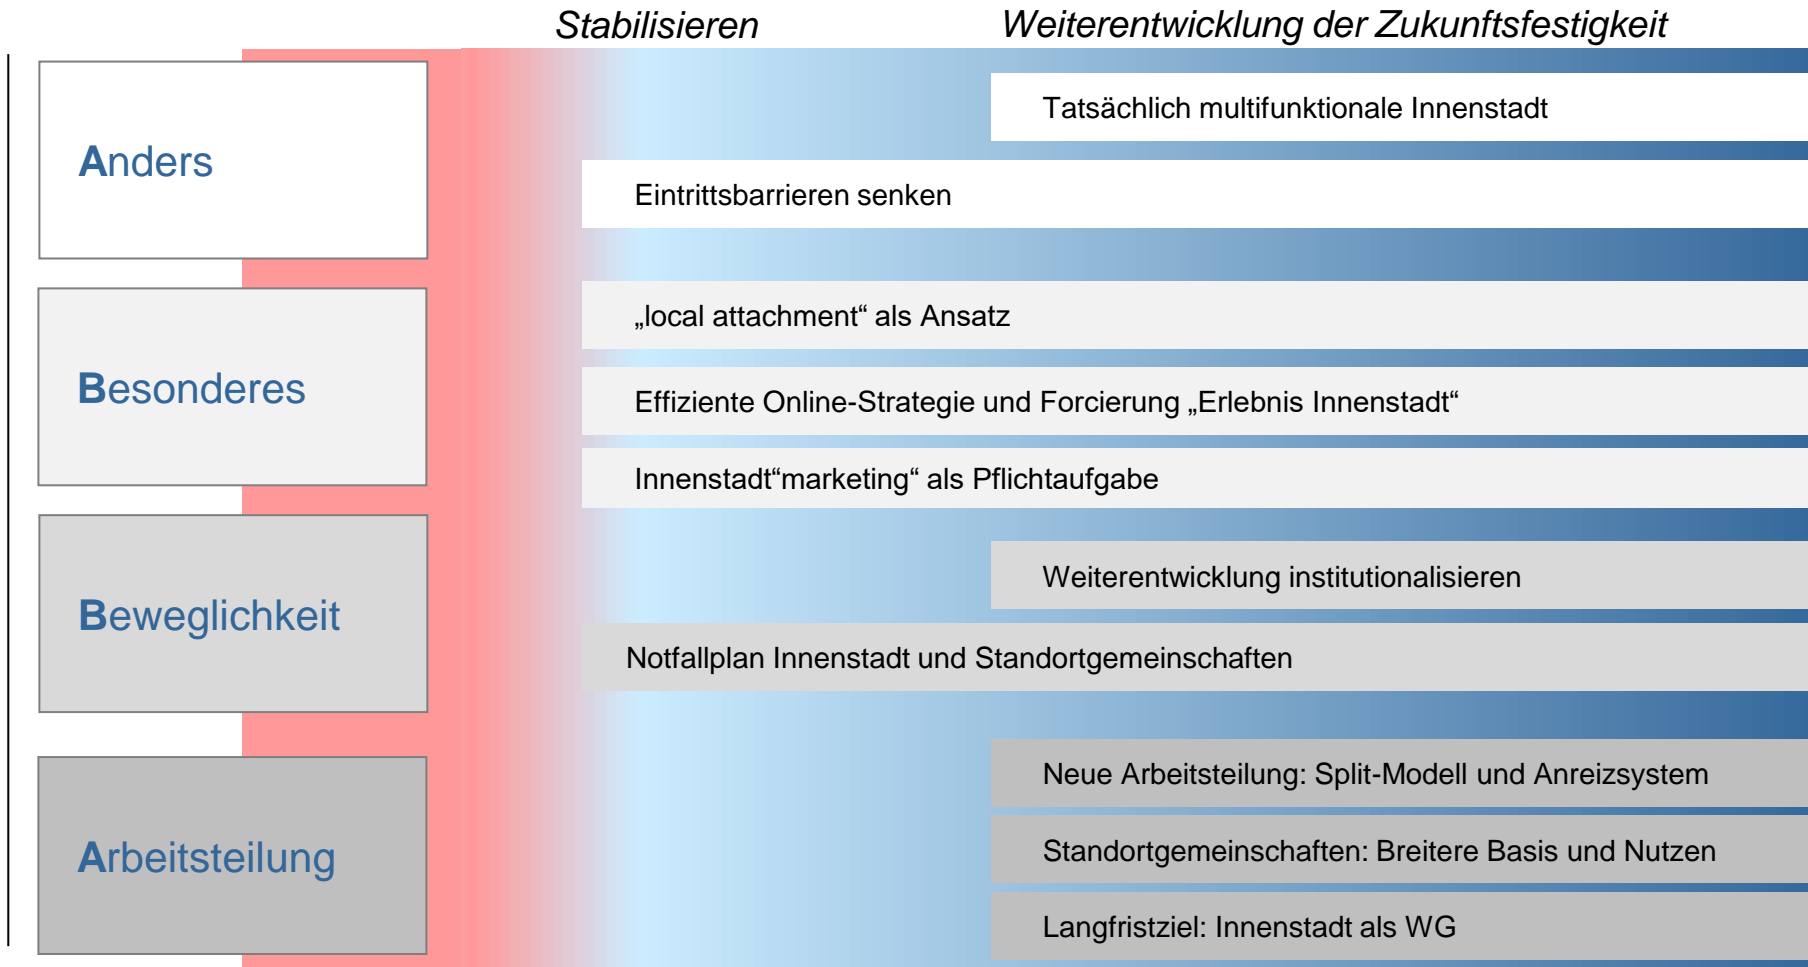 Stabilisieren
Weiterentwicklung der Zukunftsfestigkeit
Anders
Tatsächlich multifunktionale Innenstadt
Eintrittsbarrieren senken
Besonderes
„local attachment“ als Ansatz
Effiziente Online-Strategie und Forcierung „Erlebnis Innenstadt“
Innenstadt“marketing“ als Pflichtaufgabe
Beweglichkeit
Weiterentwicklung institutionalisieren
Notfallplan Innenstadt und Standortgemeinschaften
Arbeitsteilung
Neue Arbeitsteilung: Split-Modell und Anreizsystem
Standortgemeinschaften: Breitere Basis und Nutzen
Langfristziel: Innenstadt als WG